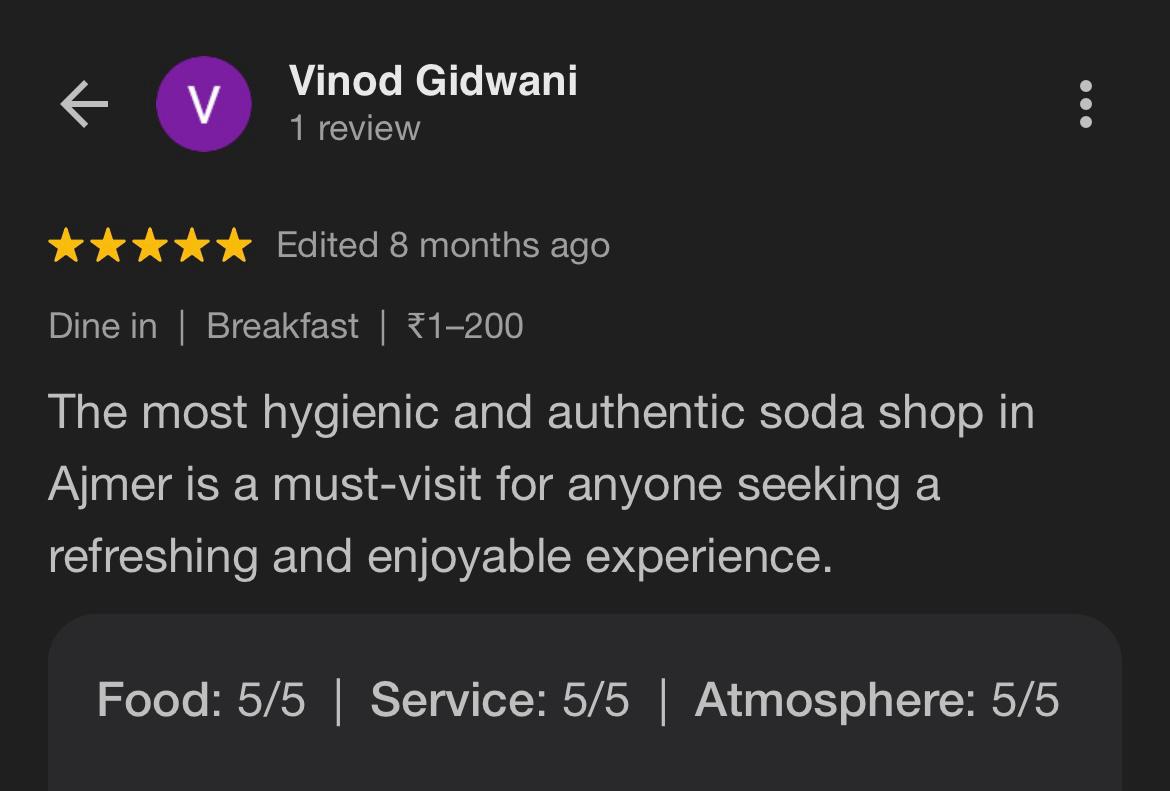 V
Vinod Gidwani
1 review
Edited 8 months ago
Dine in | Breakfast | ₹1–200
The most hygienic and authentic soda shop in
Ajmer is a must-visit for anyone seeking a
refreshing and enjoyable experience.
Food: 5/5 | Service: 5/5 | Atmosphere: 5/5